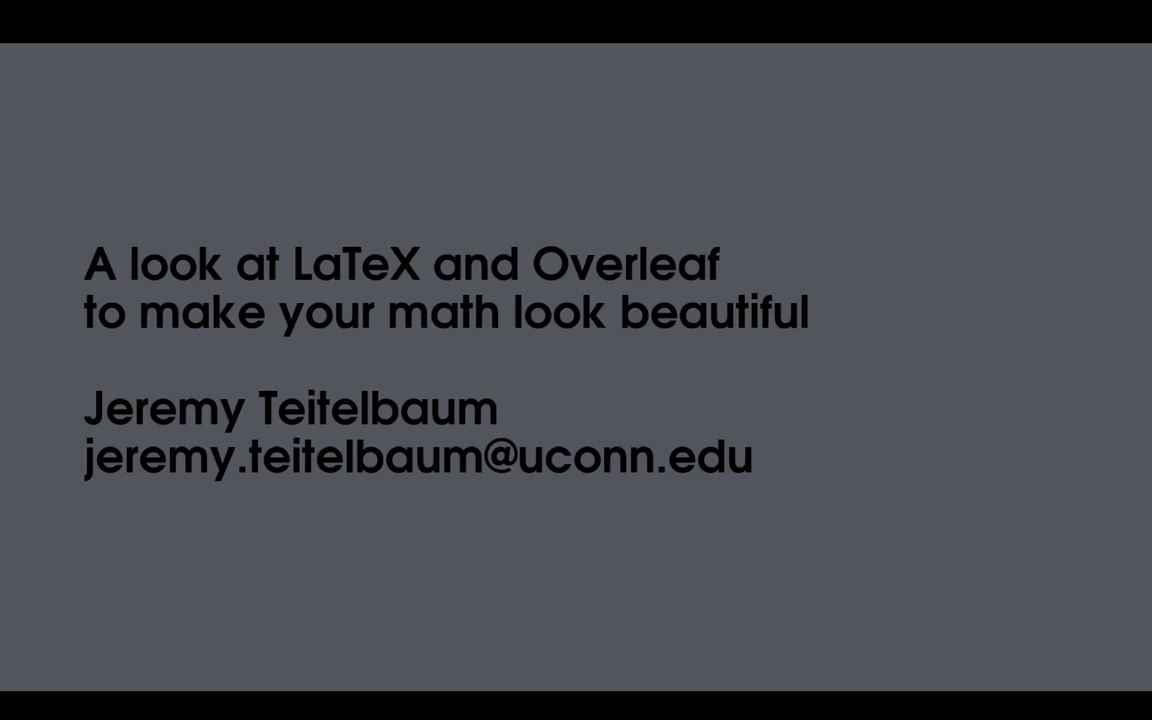 A look at LaTeX and Overleaf
to make your math look beautiful
Jeremy Teitelbaum
jeremy.teitelbaum@uconn.edu